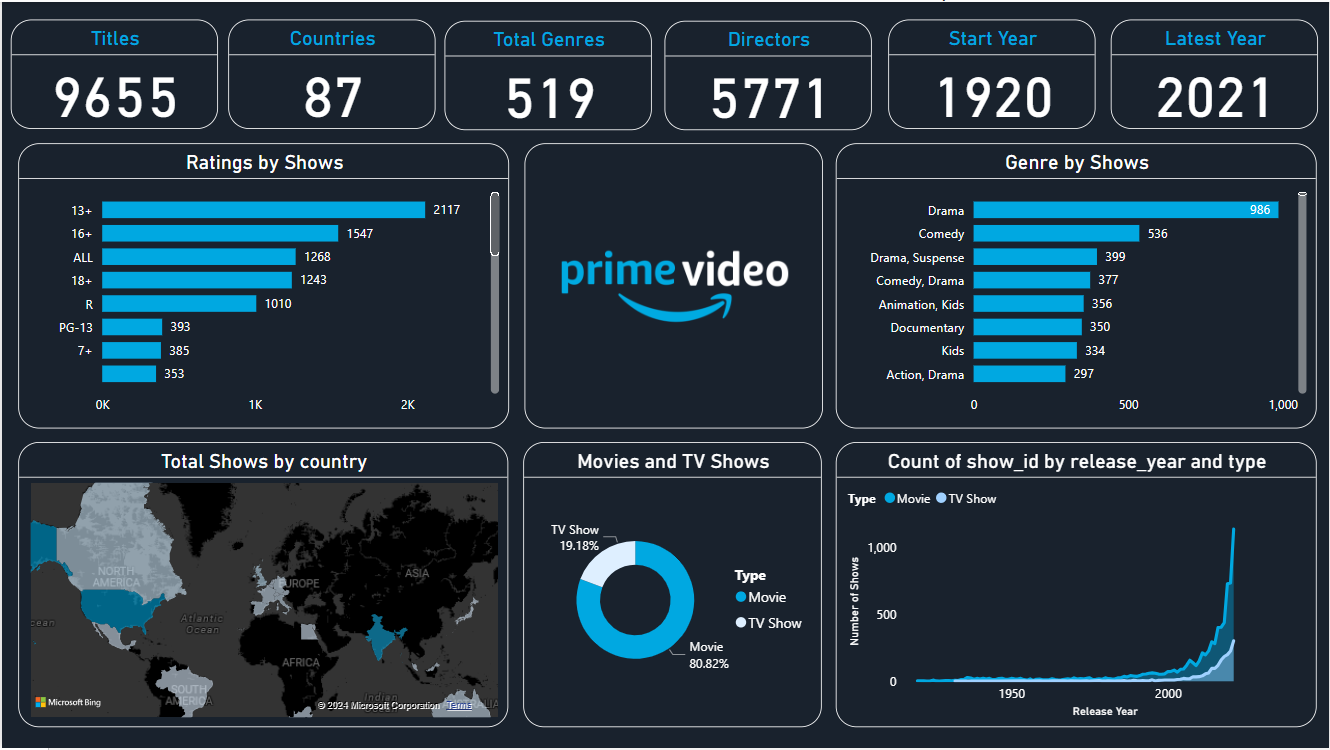 Titles
9655
Countries
87
Total Genres
519
Directors
5771
Start Year
1920
Latest Year
2021
Ratings by Shows
13+ 2117
16+ 1547
ALL 1268
18+ 1243
R 1010
PG-13 393
7+ 385
353
0K 1K 2K
prime video
Genre by Shows
Drama 986
Comedy 536
Drama, Suspense 399
Comedy, Drama 377
Animation, Kids 356
Documentary 350
Kids 334
Action, Drama 297
0 500 1,000
Total Shows by country
NORTH
AMERICA
EUROPE
ASIA
Atlantic
Ocean
cean
AFRICA
SOUTH
AMERICA
Indian
Microsoft Bing
© 2024 Microsoft Corporation Terms
Movies and TV Shows
TV Show
19.18%
Movie
80.82%
Type
Movie
TV Show
Count of show_id by release_year and type
Type Movie TV Show
Number of Shows
1,000
500
0
1950 2000
Release Year